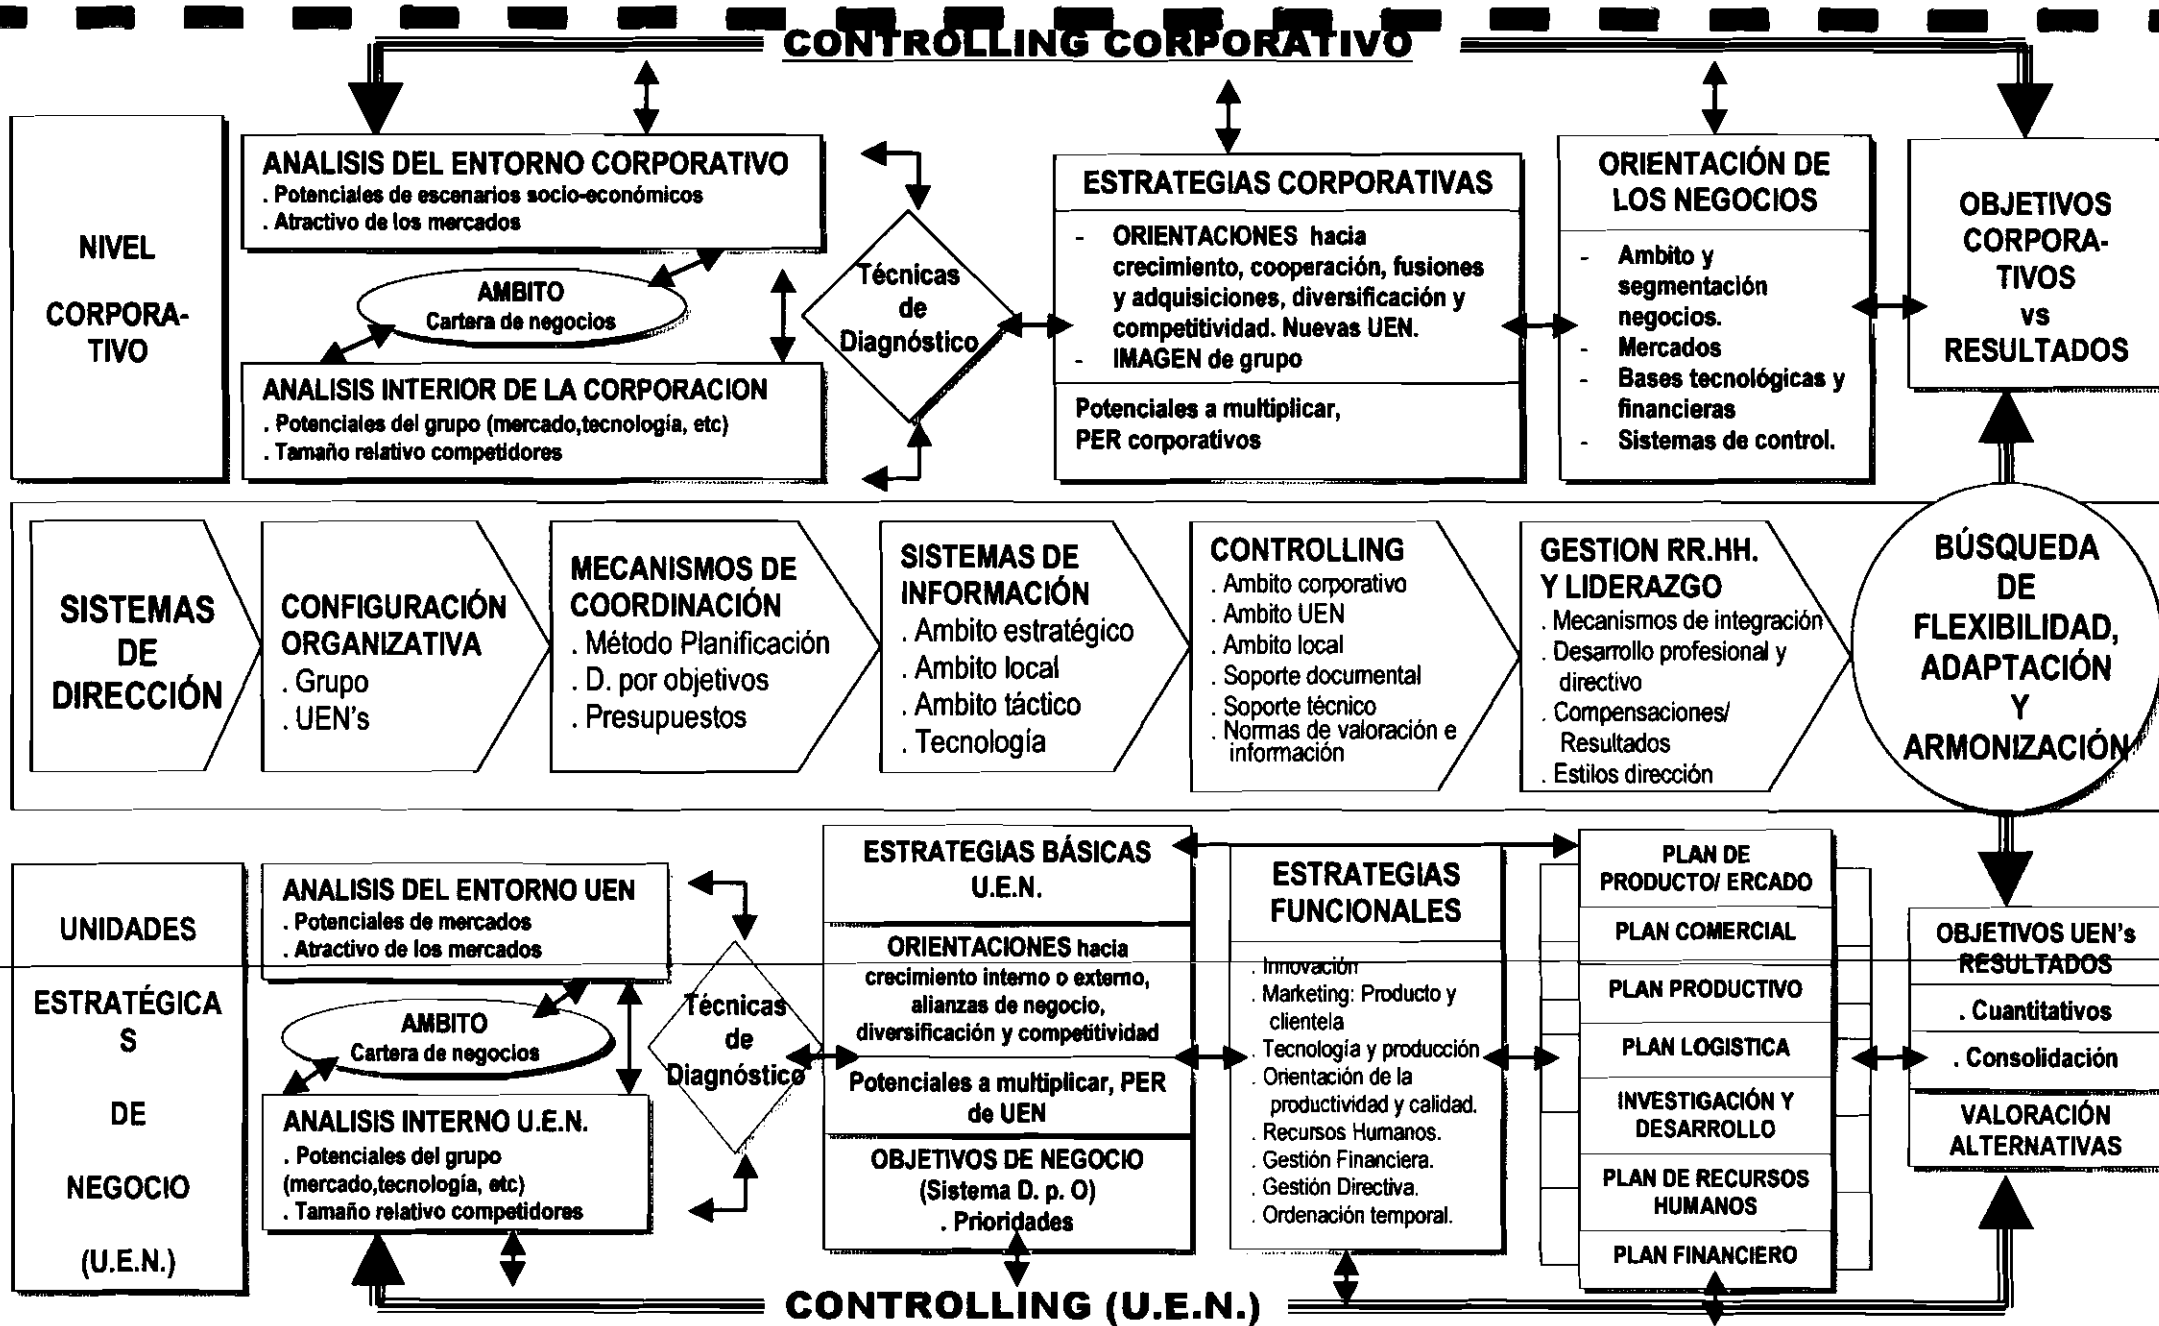 CONTROLLING CORPORATIVO
NIVEL
CORPORA-
TIVO
ANALISIS DEL ENTORNO CORPORATIVO
. Potenciales de escenarios socio-económicos
. Atractivo de los mercados
AMBITO
Cartera de negocios
ANALISIS INTERIOR DE LA CORPORACION
. Potenciales del grupo (mercado,tecnología, etc)
. Tamaño relativo competidores
Técnicas
de
Diagnóstico
ESTRATEGIAS CORPORATIVAS
- ORIENTACIONES hacia
crecimiento, cooperación, fusiones
y adquisiciones, diversificación y
competitividad. Nuevas UEN.
- IMAGEN de grupo
Potenciales a multiplicar,
PER corporativos
ORIENTACIÓN DE
LOS NEGOCIOS
- Ambito y
segmentación
negocios.
- Mercados
- Bases tecnológicas y
financieras
- Sistemas de control.
OBJETIVOS
CORPORA-
TIVOS
vs
RESULTADOS
SISTEMAS
DE
DIRECCIÓN
CONFIGURACIÓN
ORGANIZATIVA
. Grupo
. UEN's
MECANISMOS DE
COORDINACIÓN
. Método Planificación
. D. por objetivos
. Presupuestos
SISTEMAS DE
INFORMACIÓN
. Ambito estratégico
. Ambito local
. Ambito táctico
. Tecnología
CONTROLLING
. Ambito corporativo
. Ambito UEN
. Ambito local
. Soporte documental
. Soporte técnico
. Normas de valoración e
información
GESTION RR.HH.
Y LIDERAZGO
. Mecanismos de integración
. Desarrollo profesional y
directivo
. Compensaciones/
Resultados
. Estilos dirección
BÚSQUEDA
DE
FLEXIBILIDAD,
ADAPTACIÓN
Y
ARMONIZACIÓN
UNIDADES
ESTRATÉGICA
S
DE
NEGOCIO
(U.E.N.)
ANALISIS DEL ENTORNO UEN
. Potenciales de mercados
. Atractivo de los mercados
AMBITO
Cartera de negocios
ANALISIS INTERNO U.E.N.
. Potenciales del grupo
(mercado,tecnología, etc)
. Tamaño relativo competidores
Técnicas
de
Diagnóstico
ESTRATEGIAS BÁSICAS
U.E.N.
ORIENTACIONES hacia
crecimiento interno o externo,
alianzas de negocio,
diversificación y competitividad
Potenciales a multiplicar, PER
de UEN
OBJETIVOS DE NEGOCIO
(Sistema D. p. O)
. Prioridades
ESTRATEGIAS
FUNCIONALES
. Innovación
. Marketing: Producto y
clientela
. Tecnología y producción
. Orientación de la
productividad y calidad.
. Recursos Humanos.
. Gestión Financiera.
. Gestión Directiva.
. Ordenación temporal.
PLAN DE
PRODUCTO/ ERCADO
PLAN COMERCIAL
PLAN PRODUCTIVO
PLAN LOGISTICA
INVESTIGACIÓN Y
DESARROLLO
PLAN DE RECURSOS
HUMANOS
PLAN FINANCIERO
OBJETIVOS UEN's
RESULTADOS
. Cuantitativos
. Consolidación
VALORACIÓN
ALTERNATIVAS
CONTROLLING (U.E.N.)